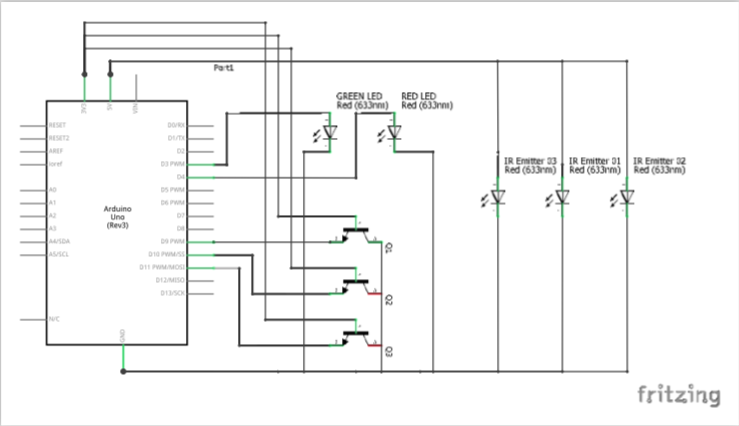 Part1
3V3
5V
VIN
GREEN LED
Red (633nm)
RED LED
Red (633nm)
RESET
RESET2
AREF
ioref
A0
A1
A2
A3
A4/SDA
A5/SCL
N/C
Arduino
Uno
(Rev3)
D0/RX
D1/TX
D2
D3 PWM
D4
D5 PWM
D6 PWM
D7
D8
D9 PWM
D10 PWM/SS
D11 PWM/MOSI
D12/MISO
D13/SCK
GND
IR Emitter 03
Red (633nm)
IR Emitter 01
Red (633nm)
IR Emitter 02
Red (633nm)
Q1
Q2
Q3
fritzing